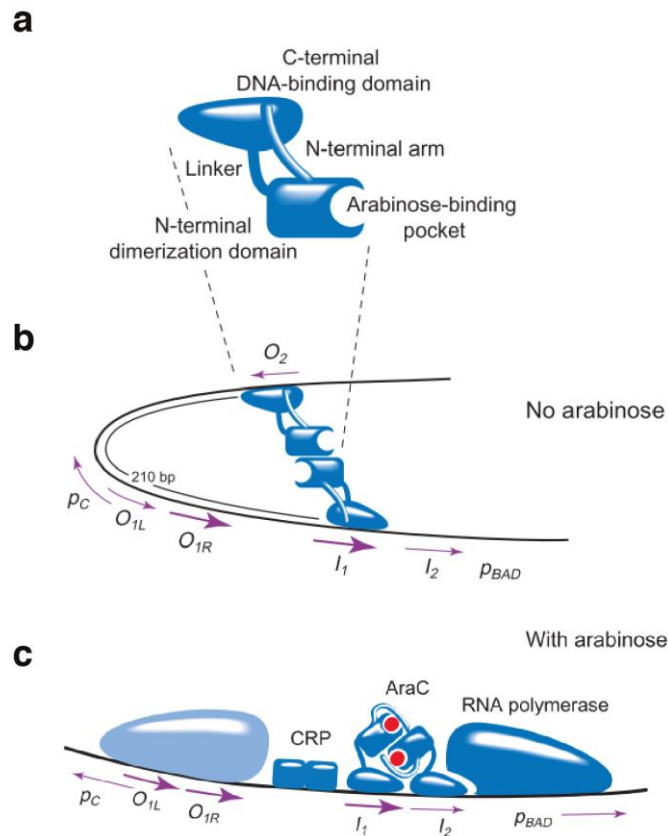 a
C-terminal
DNA-binding domain
N-terminal arm
Linker
Arabinose-binding
pocket
N-terminal
dimerization domain
b
O2
No arabinose
210 bp
pC
O1L
O1R
I1
I2
pBAD
With arabinose
c
AraC
RNA polymerase
CRP
pC
O1L
O1R
I1
I2
pBAD